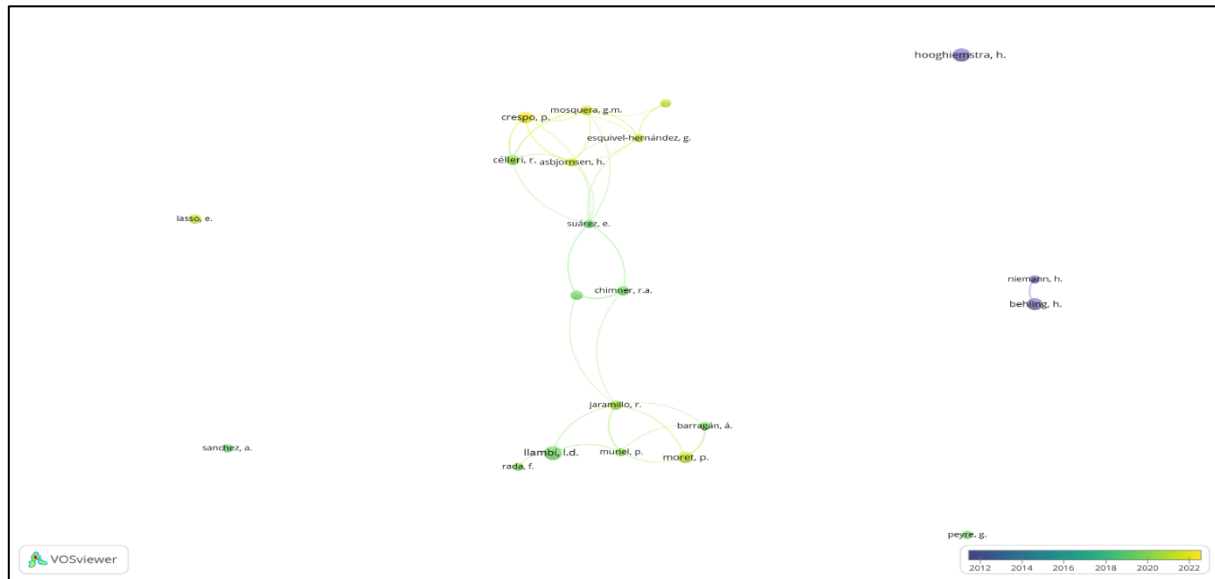 hooghiemstra, h.
mosquera, g.m.
crespo, p.
esquivel-hernández, g.
célleri, r.
asbjornsen, h.
lasso, e.
suárez, e.
niemann, h.
chimner, r.a.
behling, h.
jaramillo, r.
barragán, á.
sanchez, a.
llambí, l.d.
muriel, p.
moret, p.
rada, f.
peyre, g.
VOSviewer
2012 2014 2016 2018 2020 2022